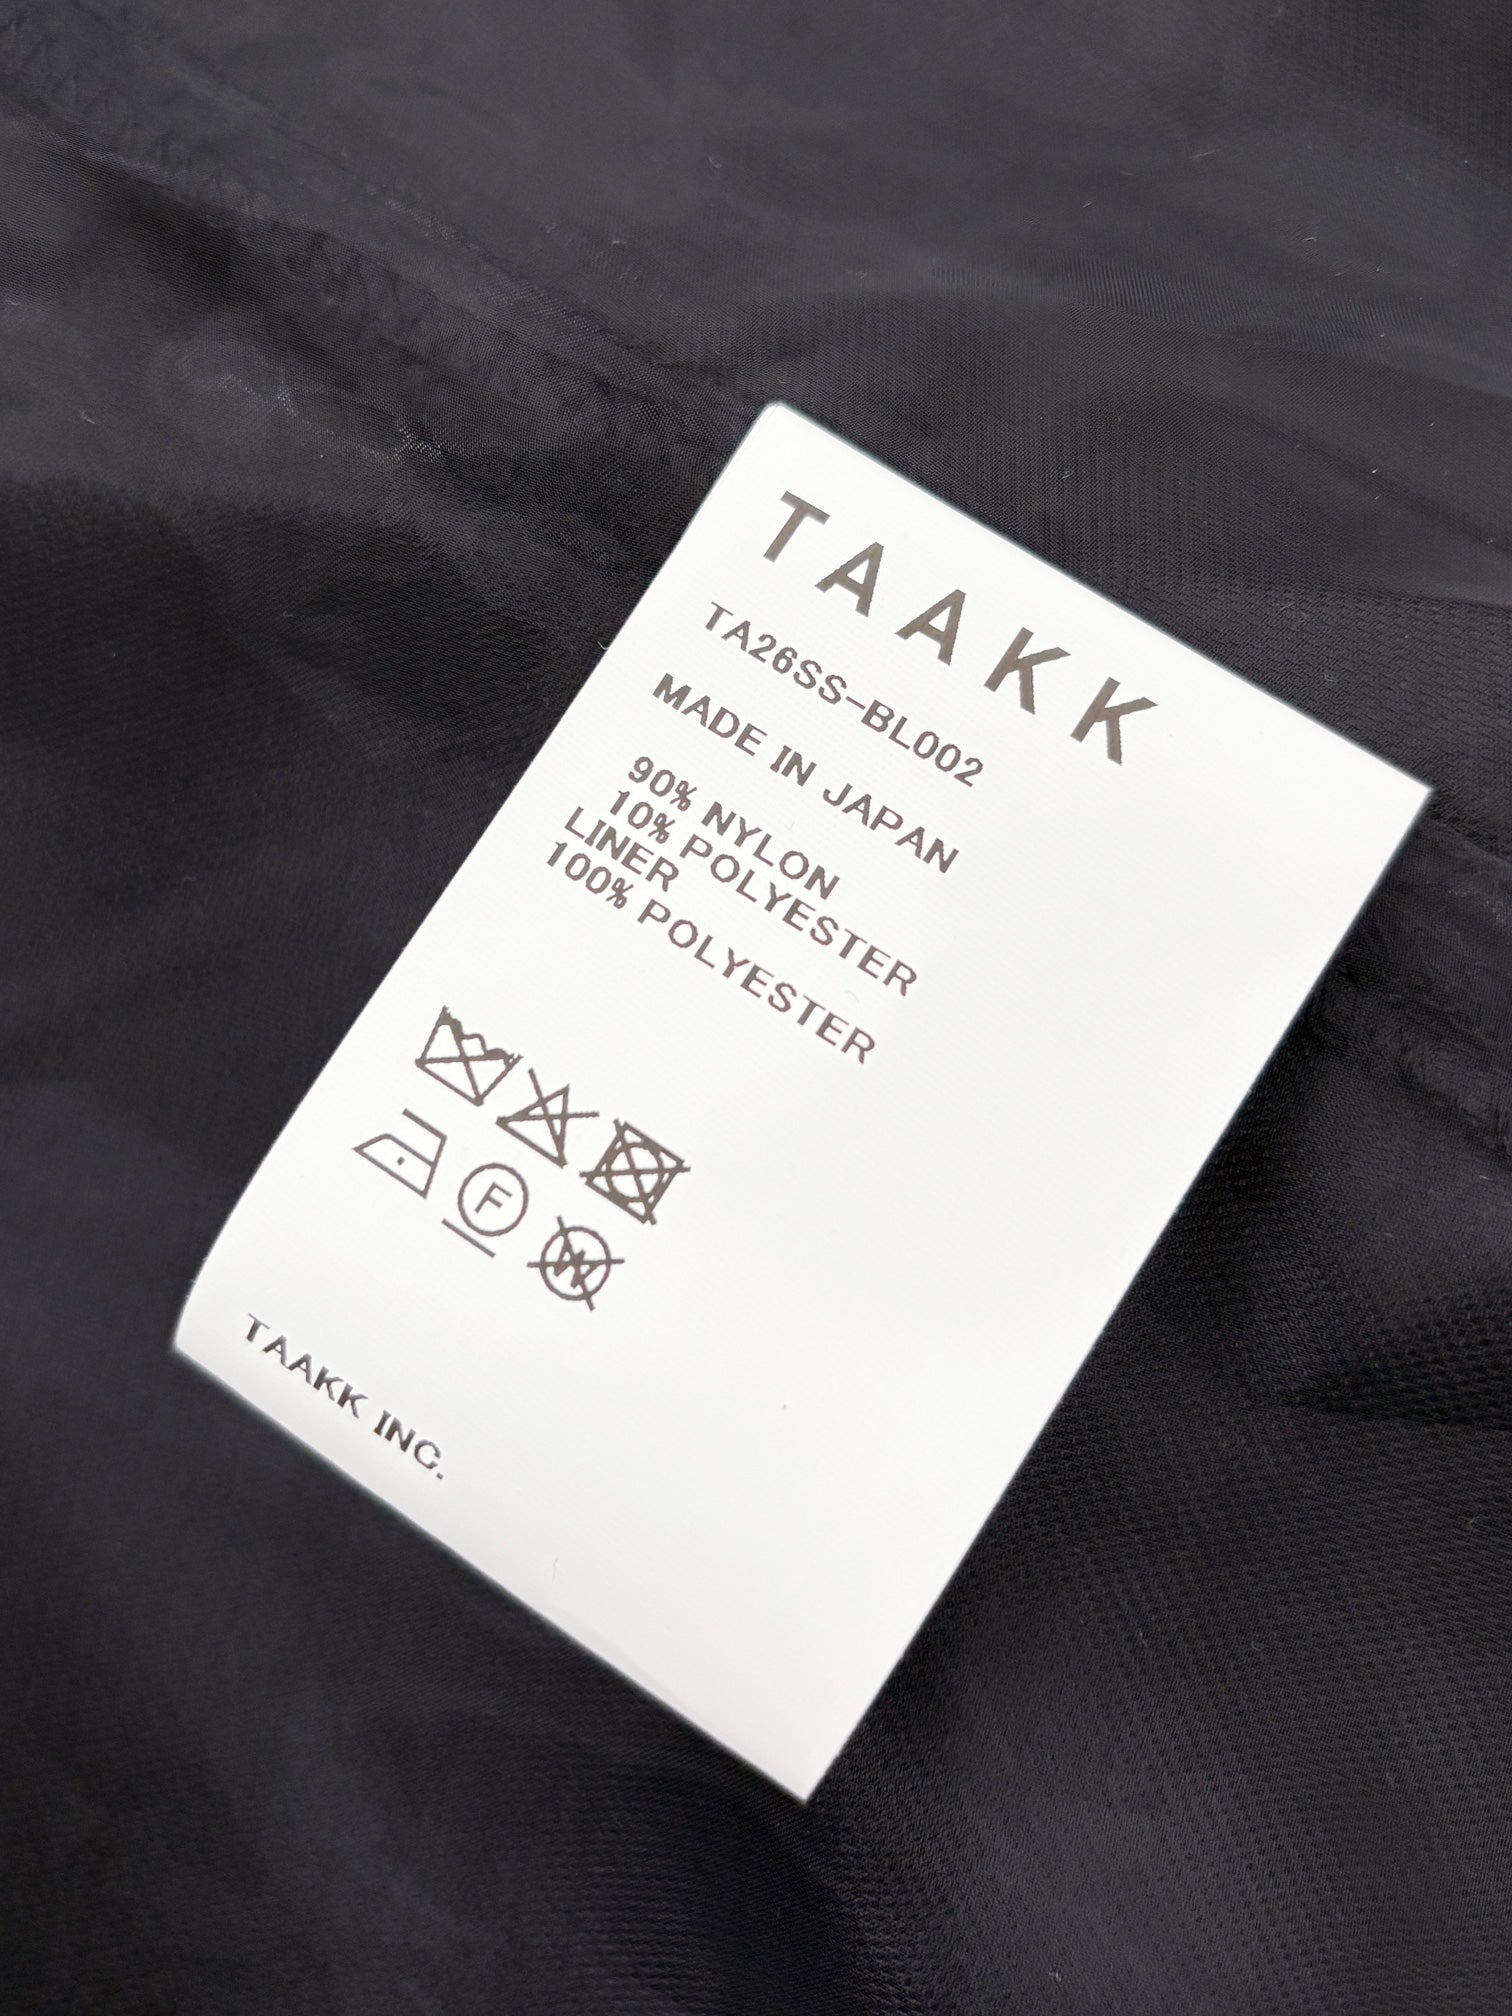 TAAKK
TA26SS-BL002
MADE IN JAPAN
90% NYLON
10% POLYESTER
LINER
100% POLYESTER
F
W
TAAKK INC.